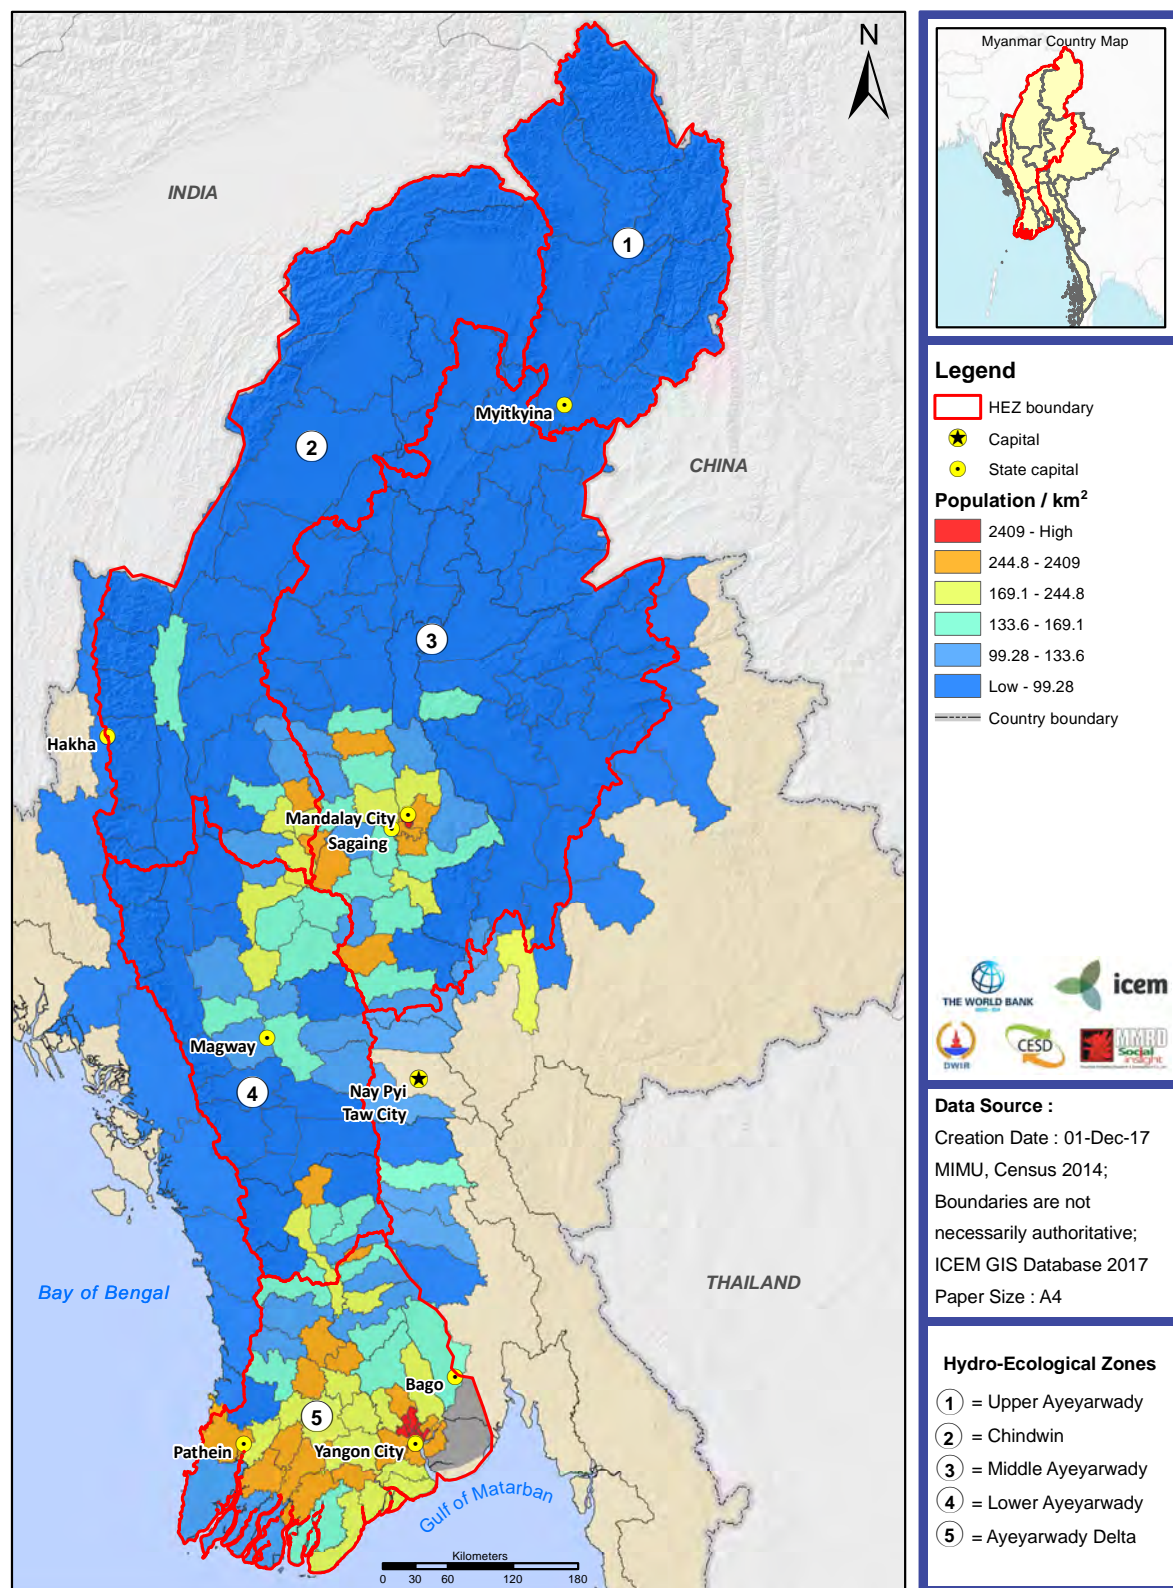 N
INDIA
1
2
Myitkyina
CHINA
3
Hakha
Mandalay City
Sagaing
Magway
4
Nay Pyi
Taw City
Bay of Bengal
THAILAND
Bago
5
Pathein
Yangon City
Gulf of Matarban
Kilometers
0 30 60 120 180
Myanmar Country Map
Legend
HEZ boundary
Capital
State capital
Population / km²
2409 - High
244.8 - 2409
169.1 - 244.8
133.6 - 169.1
99.28 - 133.6
Low - 99.28
Country boundary
THE WORLD BANK
icem
DWIR
CESD
MMRD
Social
insight
Data Source :
Creation Date : 01-Dec-17
MIMU, Census 2014;
Boundaries are not
necessarily authoritative;
ICEM GIS Database 2017
Paper Size : A4
Hydro-Ecological Zones
1 = Upper Ayeyarwady
2 = Chindwin
3 = Middle Ayeyarwady
4 = Lower Ayeyarwady
5 = Ayeyarwady Delta